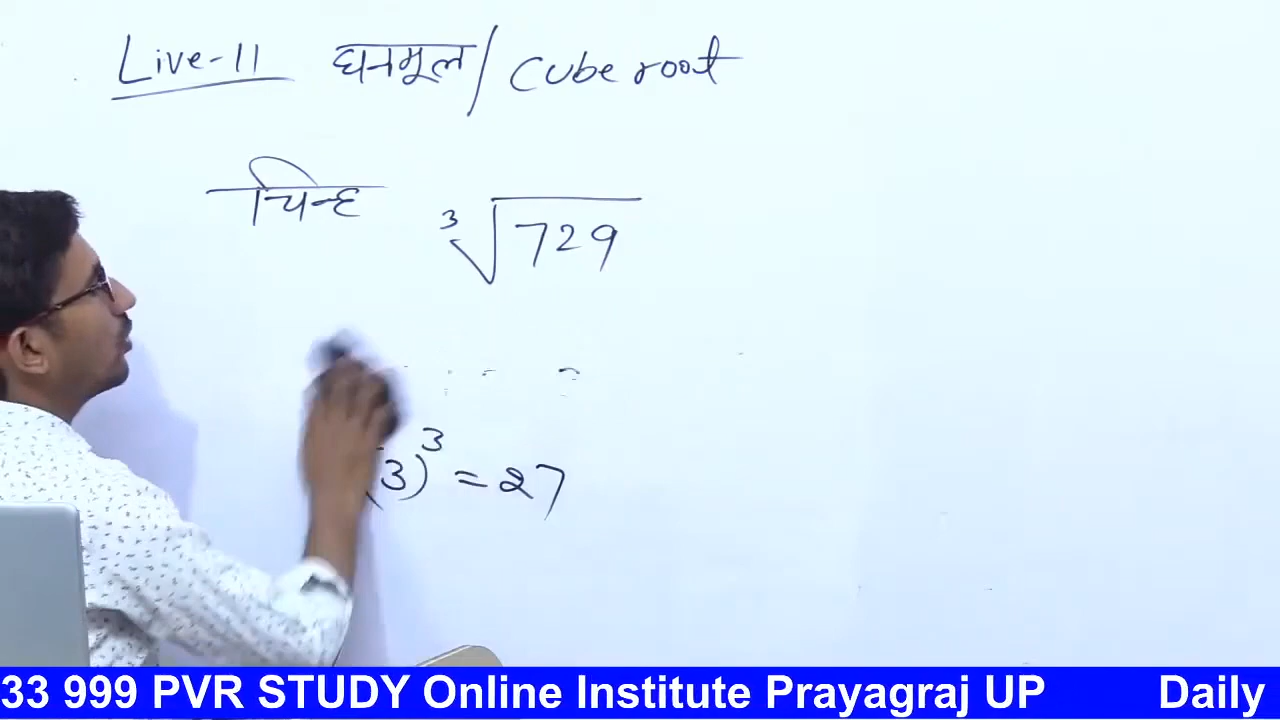 Live-11 घनमूल / Cube root
चिन्ह ∛729
(3)³ = 27
33 999 PVR STUDY Online Institute Prayagraj UP Daily